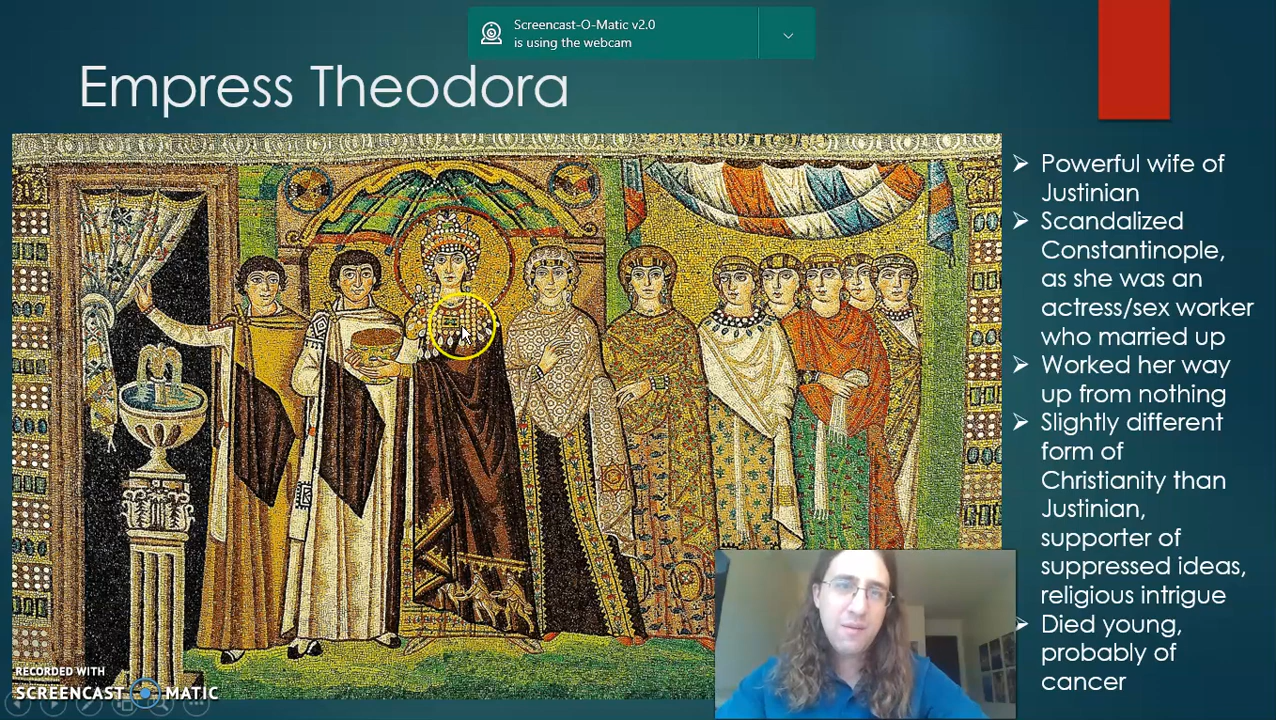 Screencast-O-Matic v2.0
is using the webcam
Empress Theodora
Powerful wife of
Justinian
Scandalized
Constantinople,
as she was an
actress/sex worker
who married up
Worked her way
up from nothing
Slightly different
form of
Christianity than
Justinian,
supporter of
suppressed ideas,
religious intrigue
Died young,
probably of
cancer
RECORDED WITH
SCREENCAST MATIC